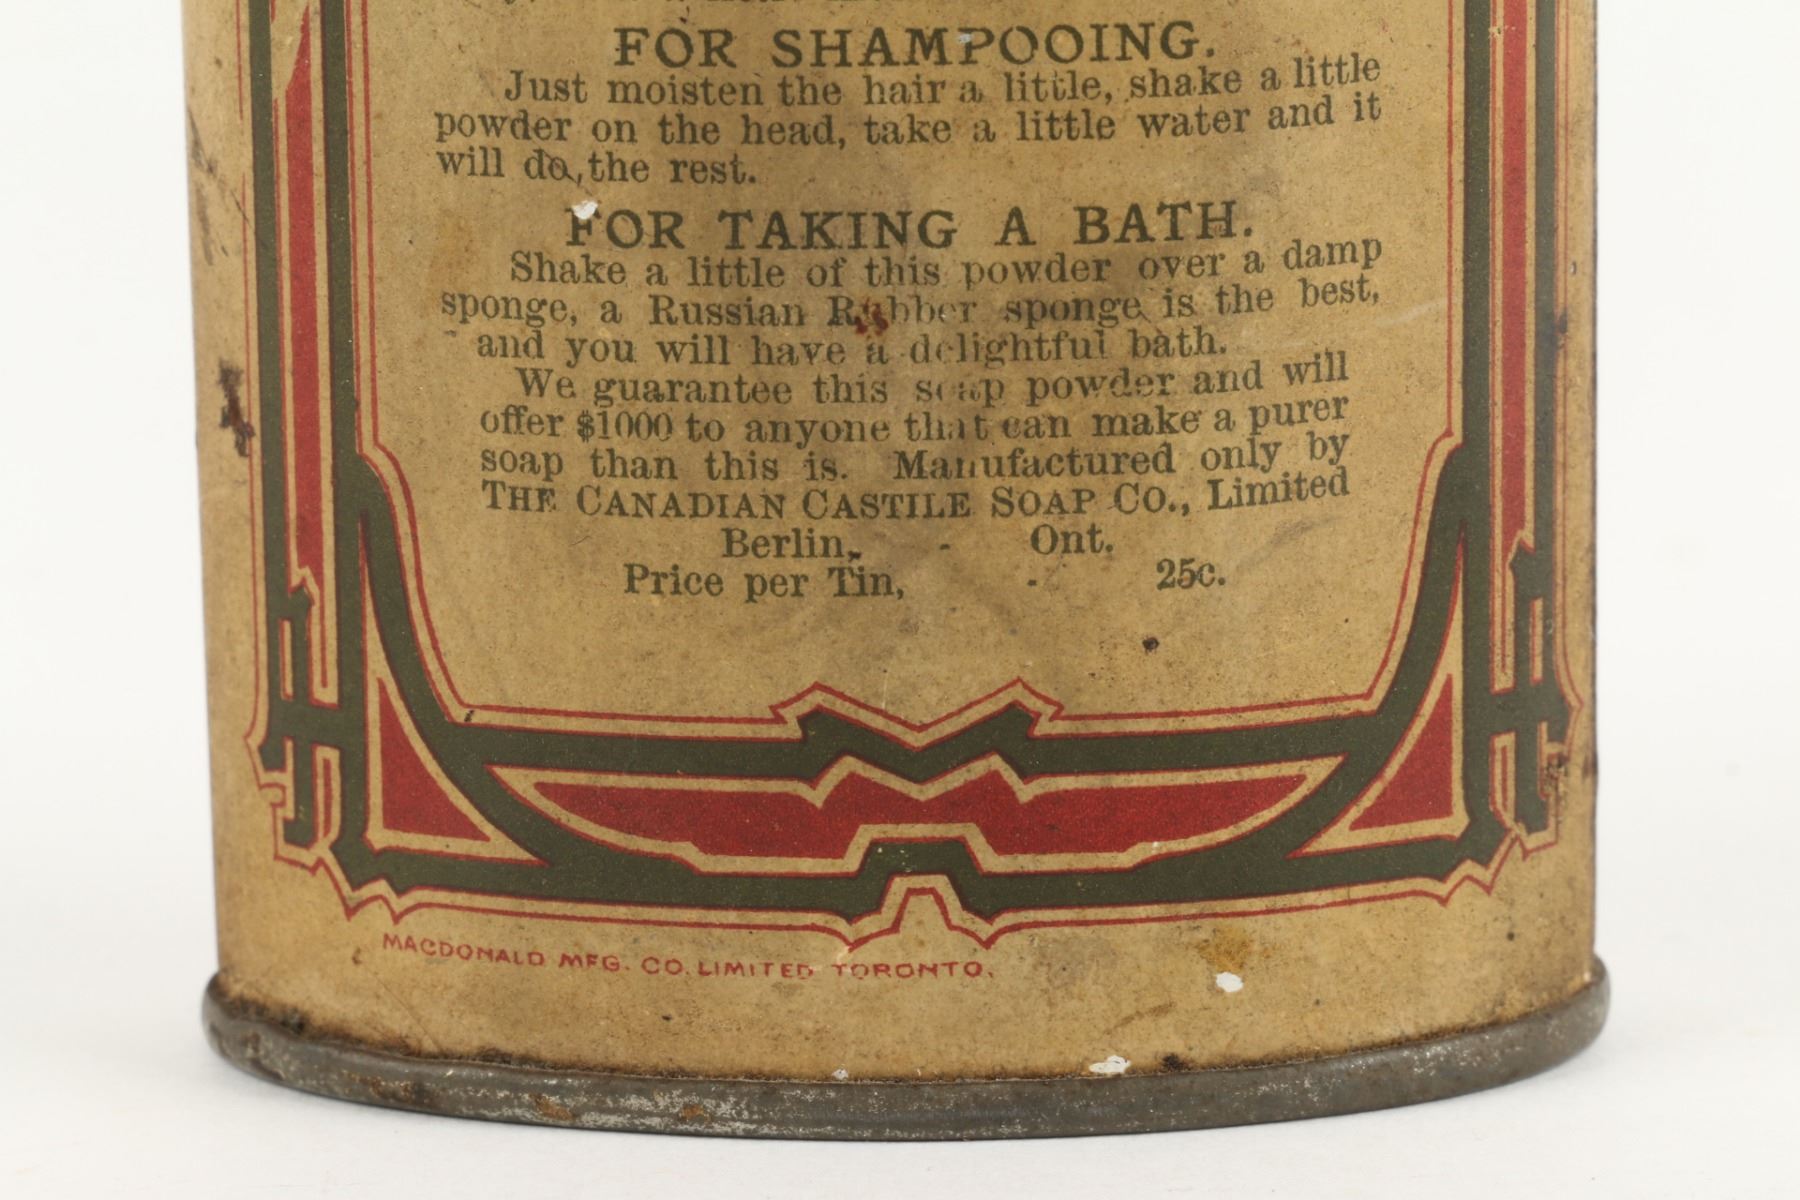 FOR SHAMPOOING.
Just moisten the hair a little, shake a little
powder on the head, take a little water and it
will do, the rest.
FOR TAKING A BATH.
Shake a little of this powder over a damp
sponge, a Russian Rubber sponge is the best,
and you will have a delightful bath.
We guarantee this soap powder and will
offer $1000 to anyone that can make a purer
soap than this is. Manufactured only by
THE CANADIAN CASTILE SOAP CO., Limited
Berlin, - Ont.
Price per Tin, - 25c.
MACDONALD MFG. CO. LIMITED TORONTO.